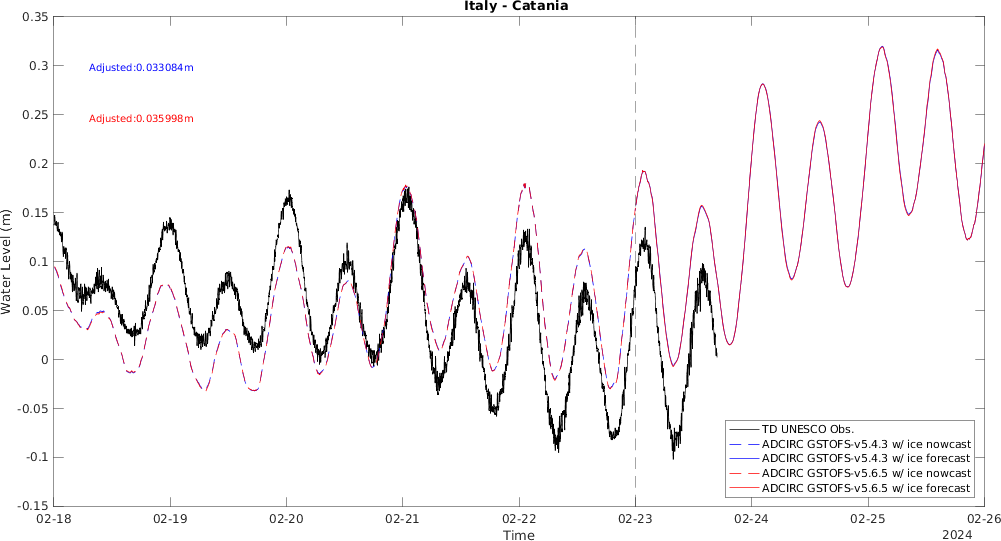 Italy - Catania
Water Level (m)
0.35
0.3
0.25
0.2
0.15
0.1
0.05
0
-0.05
-0.1
-0.15
Adjusted:0.033084m
Adjusted:0.035998m
TD UNESCO Obs.
ADCIRC GSTOFS-v5.4.3 w/ ice nowcast
ADCIRC GSTOFS-v5.4.3 w/ ice forecast
ADCIRC GSTOFS-v5.6.5 w/ ice nowcast
ADCIRC GSTOFS-v5.6.5 w/ ice forecast
02-18 02-19 02-20 02-21 02-22 02-23 02-24 02-25 02-26
Time
2024